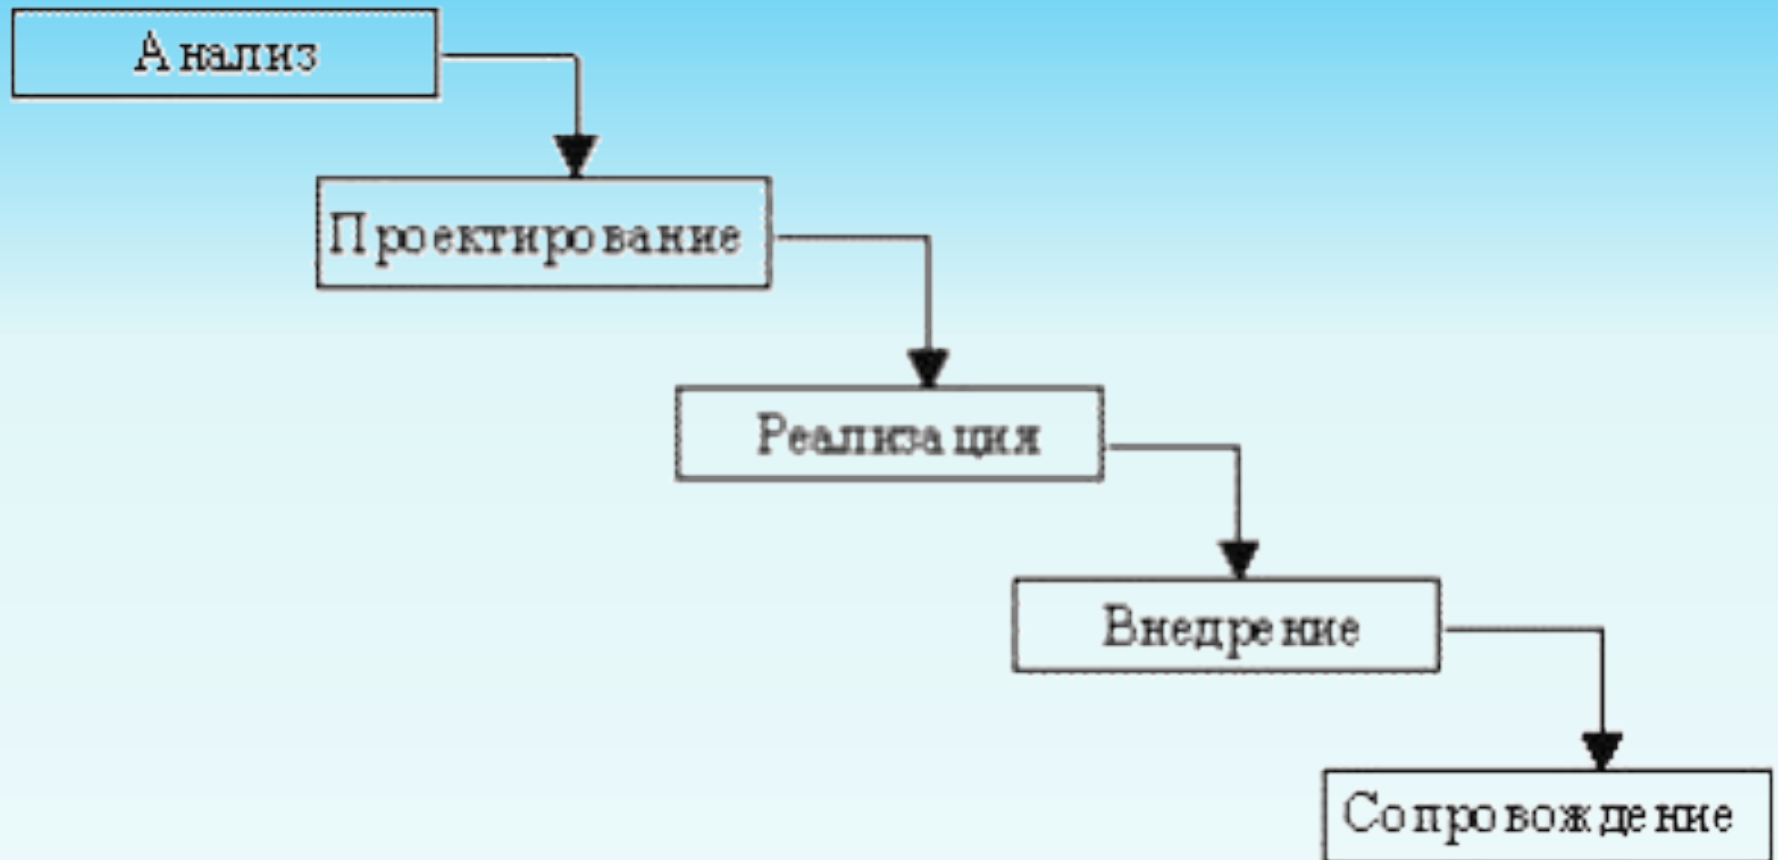 Анализ
Проектирование
Реализация
Внедрение
Сопровождение